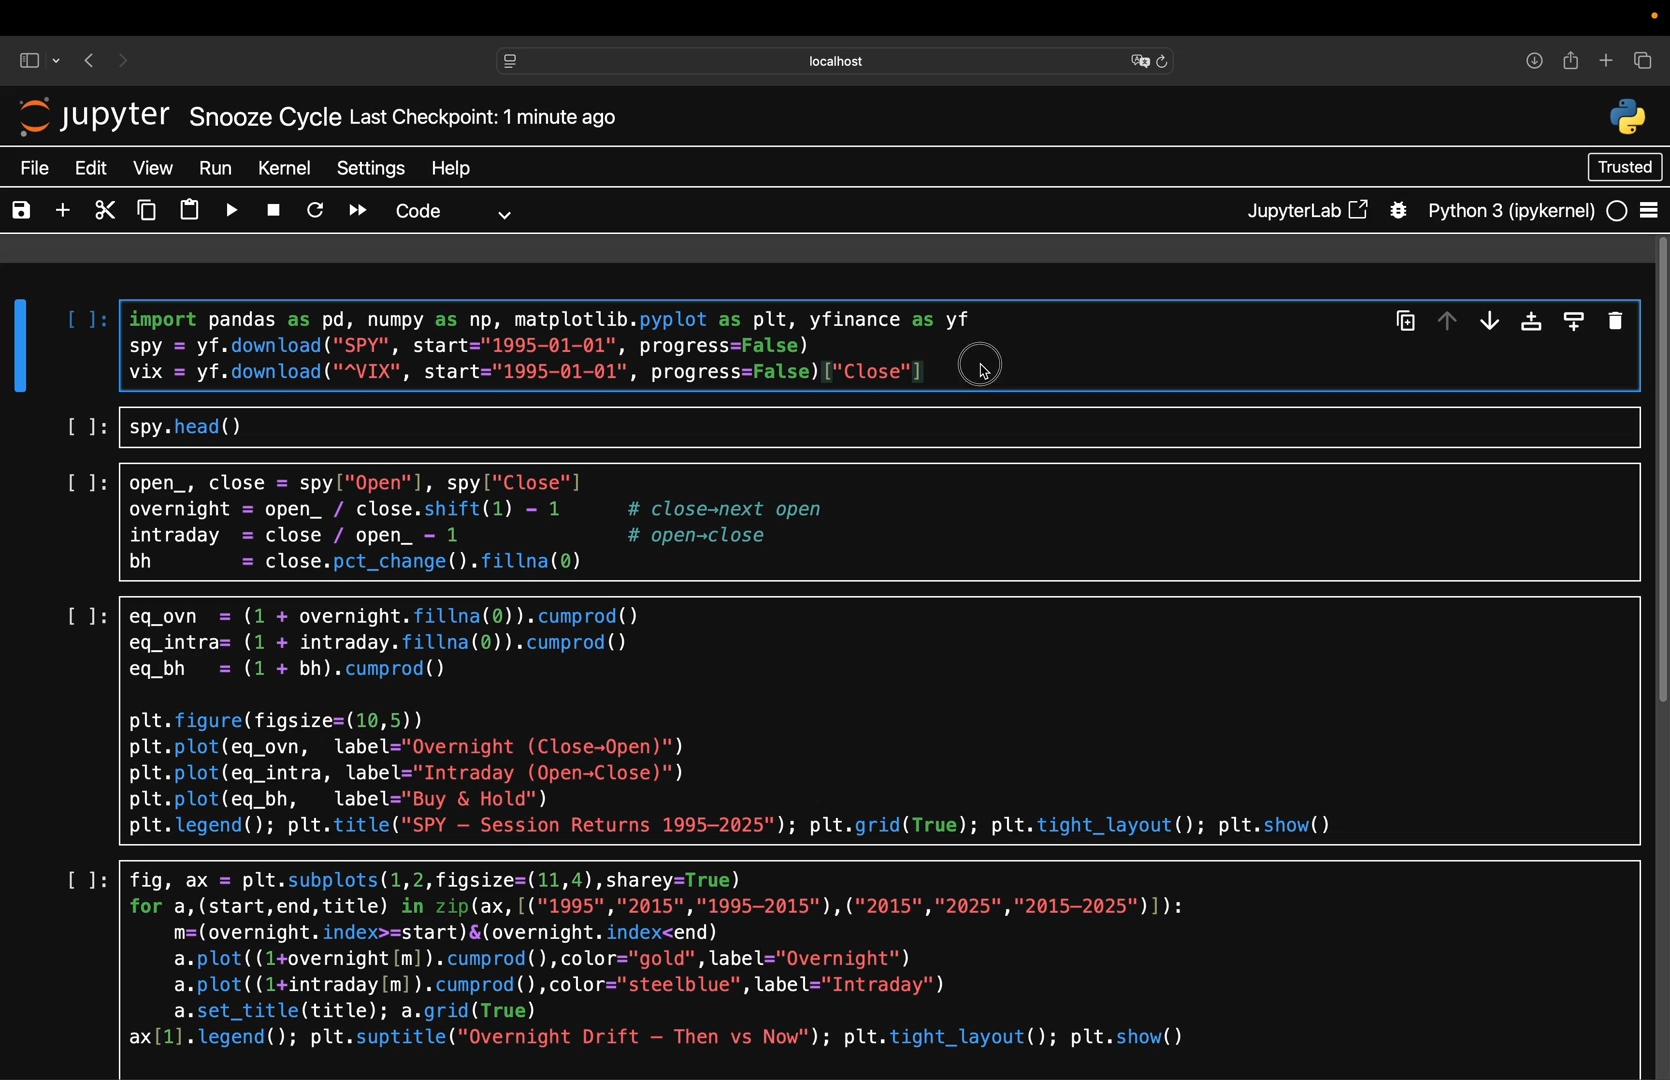 localhost
jupyter Snooze Cycle Last Checkpoint: 1 minute ago
File Edit View Run Kernel Settings Help Trusted
Code JupyterLab Python 3 (ipykernel)
[ ]: import pandas as pd, numpy as np, matplotlib.pyplot as plt, yfinance as yf
spy = yf.download("SPY", start="1995-01-01", progress=False)
vix = yf.download("^VIX", start="1995-01-01", progress=False)["Close"]
[ ]: spy.head()
[ ]: open_, close = spy["Open"], spy["Close"]
overnight = open_ / close.shift(1) - 1      # close→next open
intraday  = close / open_ - 1               # open→close
bh        = close.pct_change().fillna(0)
[ ]: eq_ovn  = (1 + overnight.fillna(0)).cumprod()
eq_intra= (1 + intraday.fillna(0)).cumprod()
eq_bh   = (1 + bh).cumprod()
plt.figure(figsize=(10,5))
plt.plot(eq_ovn,  label="Overnight (Close→Open)")
plt.plot(eq_intra, label="Intraday (Open→Close)")
plt.plot(eq_bh,   label="Buy & Hold")
plt.legend(); plt.title("SPY — Session Returns 1995–2025"); plt.grid(True); plt.tight_layout(); plt.show()
[ ]: fig, ax = plt.subplots(1,2,figsize=(11,4),sharey=True)
for a,(start,end,title) in zip(ax,[("1995","2015","1995–2015"),("2015","2025","2015–2025")]):
    m=(overnight.index>=start)&(overnight.index<end)
    a.plot((1+overnight[m]).cumprod(),color="gold",label="Overnight")
    a.plot((1+intraday[m]).cumprod(),color="steelblue",label="Intraday")
    a.set_title(title); a.grid(True)
ax[1].legend(); plt.suptitle("Overnight Drift — Then vs Now"); plt.tight_layout(); plt.show()